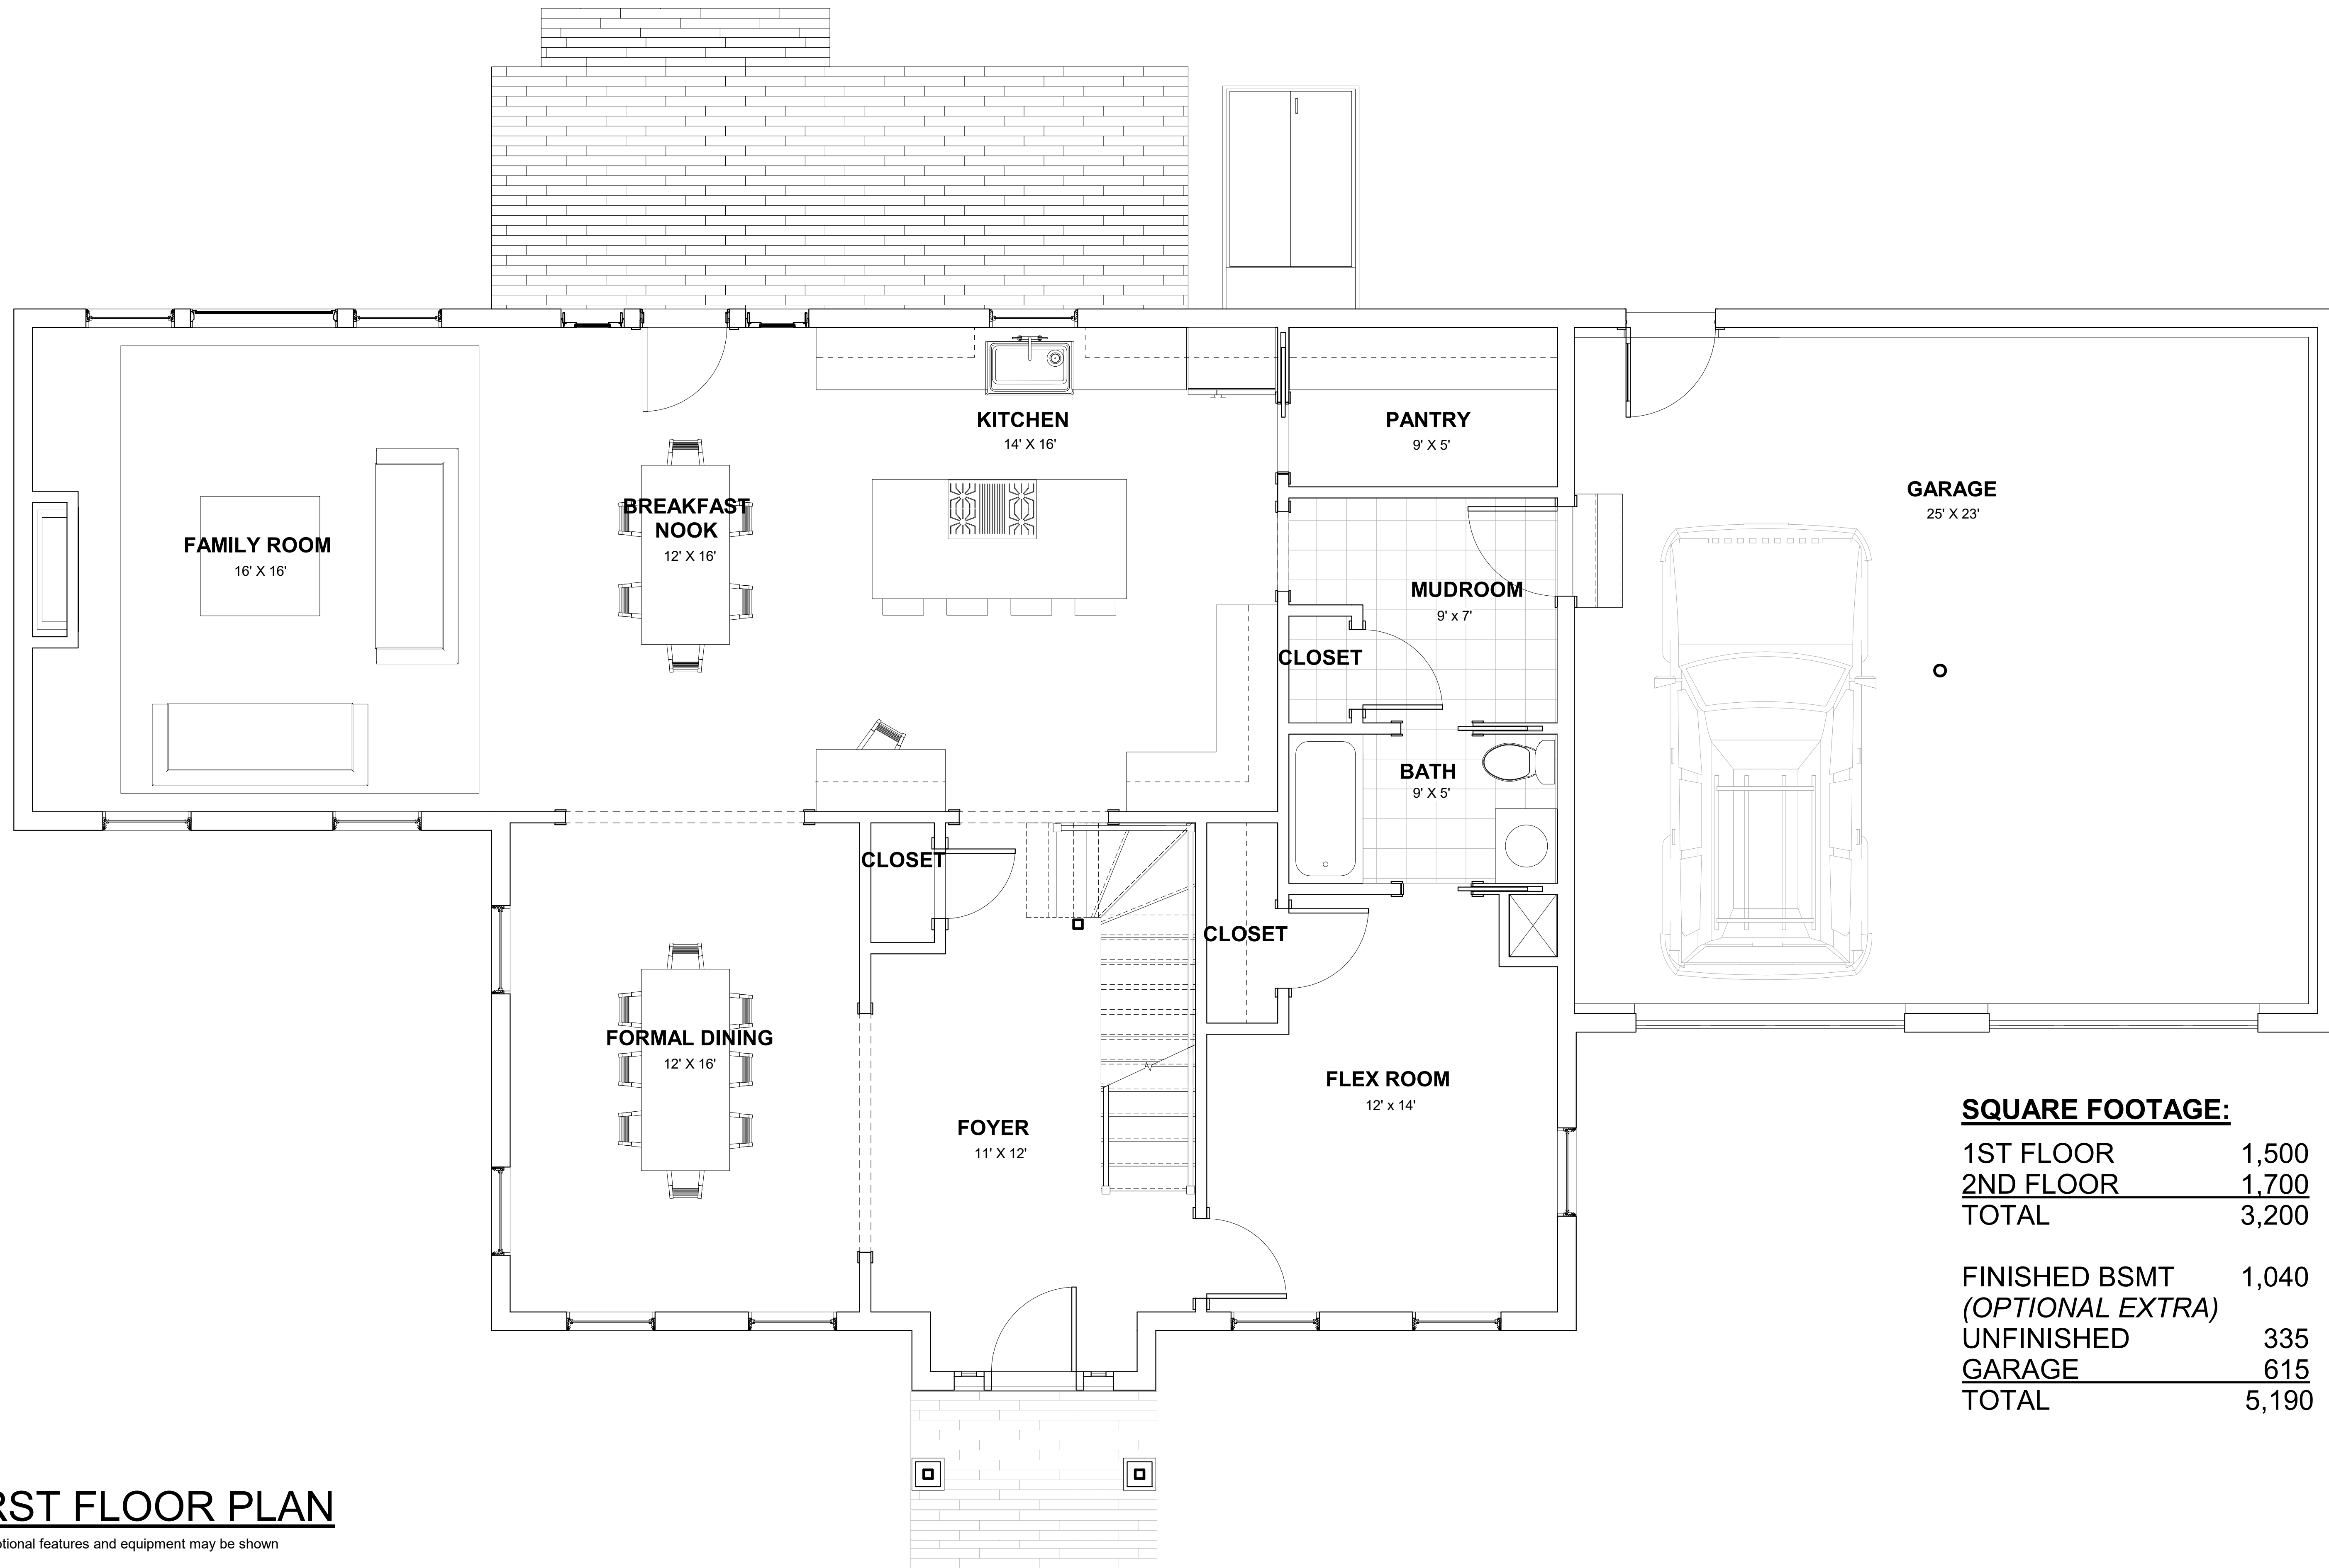 KITCHEN
14' X 16'
PANTRY
9' X 5'
GARAGE
25' X 23'
BREAKFAST
NOOK
12' X 16'
FAMILY ROOM
16' X 16'
MUDROOM
9' x 7'
CLOSET
BATH
9' X 5'
CLOSET
CLOSET
FORMAL DINING
12' X 16'
FLEX ROOM
12' x 14'
FOYER
11' X 12'
SQUARE FOOTAGE:
1ST FLOOR 1,500
2ND FLOOR 1,700
TOTAL 3,200
FINISHED BSMT 1,040
(OPTIONAL EXTRA)
UNFINISHED 335
GARAGE 615
TOTAL 5,190
RST FLOOR PLAN
features and equipment may be shown